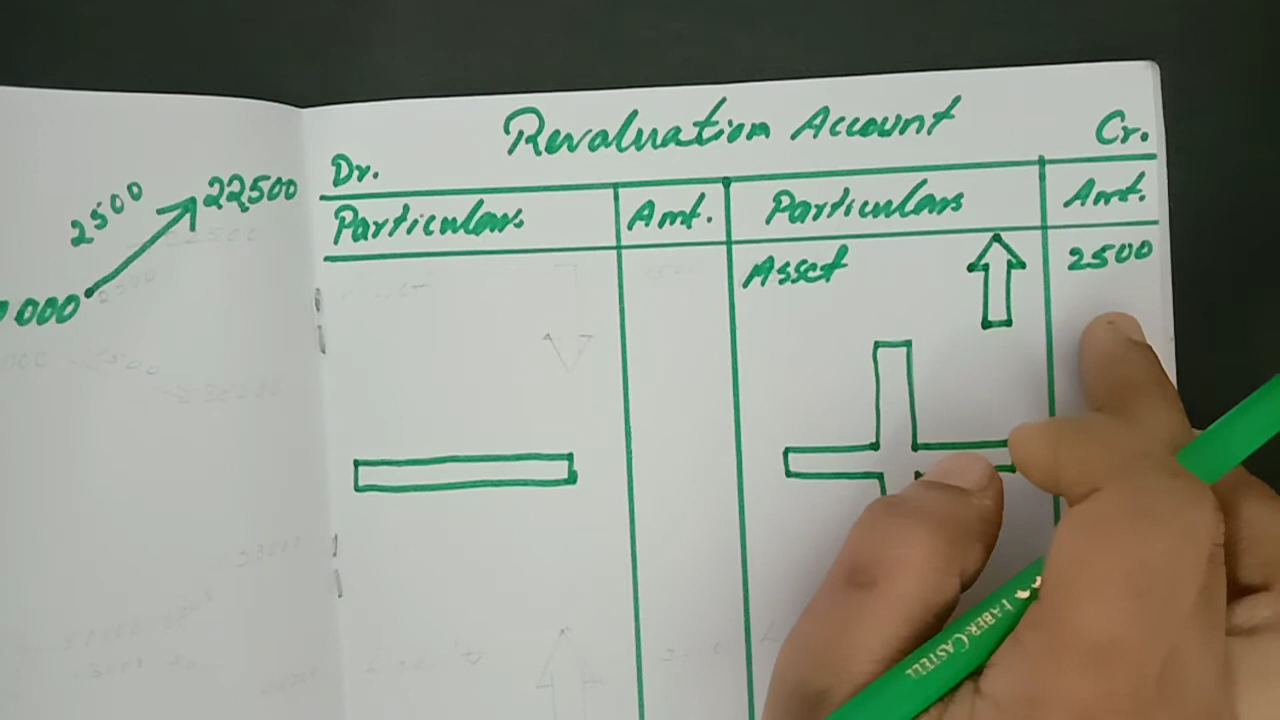 Revaluation Account
Dr.
Cr.
Particulars
Amt.
Particulars
Amt.
Asset
2500
2500
22500
000
FABER-CASTELL